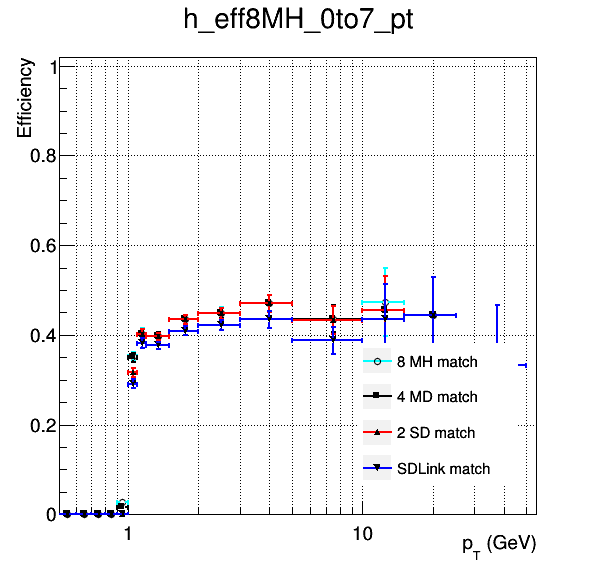 h_eff8MH_0to7_pt
Efficiency
1
0.8
0.6
0.4
0.2
0
8 MH match
4 MD match
2 SD match
SDLink match
1
10
p_T (GeV)